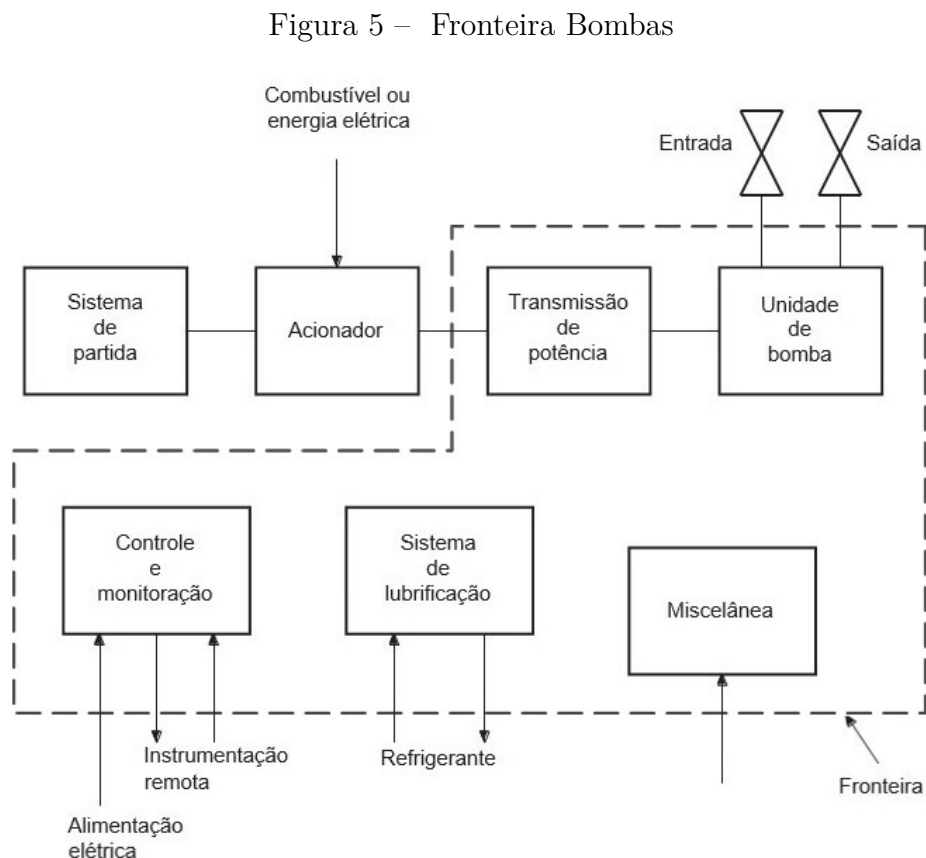 Figura 5 – Fronteira Bombas
Combustível ou
energia elétrica
Entrada
Saída
Sistema
de
partida
Acionador
Transmissão
de
potência
Unidade
de
bomba
Controle
e
monitoração
Sistema
de
lubrificação
Miscelânea
Instrumentação
remota
Refrigerante
Fronteira
Alimentação
elétrica